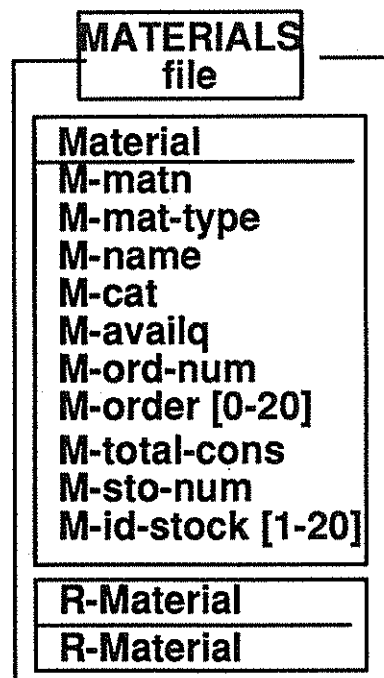 MATERIALS
file
Material
M-matn
M-mat-type
M-name
M-cat
M-availq
M-ord-num
M-order [0-20]
M-total-cons
M-sto-num
M-id-stock [1-20]
R-Material
R-Material